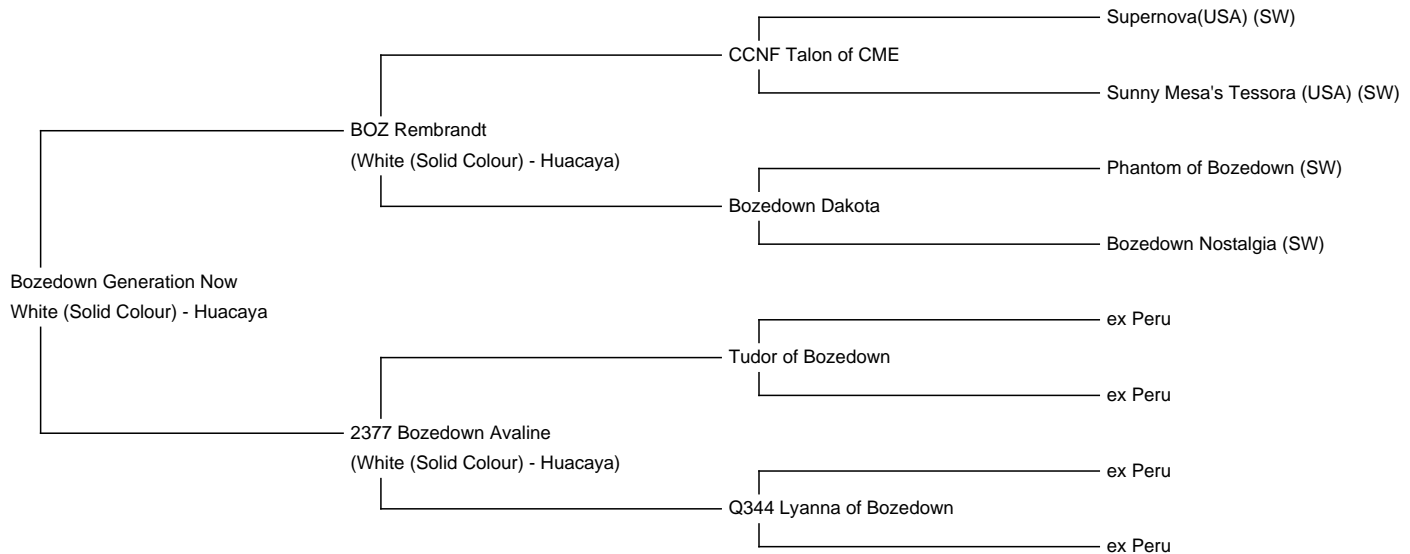 Supernova(USA) (SW)
CCNF Talon of CME
Sunny Mesa's Tessora (USA) (SW)
BOZ Rembrandt
(White (Solid Colour) - Huacaya)
Phantom of Bozedown (SW)
Bozedown Dakota
Bozedown Nostalgia (SW)
Bozedown Generation Now
White (Solid Colour) - Huacaya
ex Peru
Tudor of Bozedown
ex Peru
2377 Bozedown Avaline
(White (Solid Colour) - Huacaya)
ex Peru
Q344 Lyanna of Bozedown
ex Peru